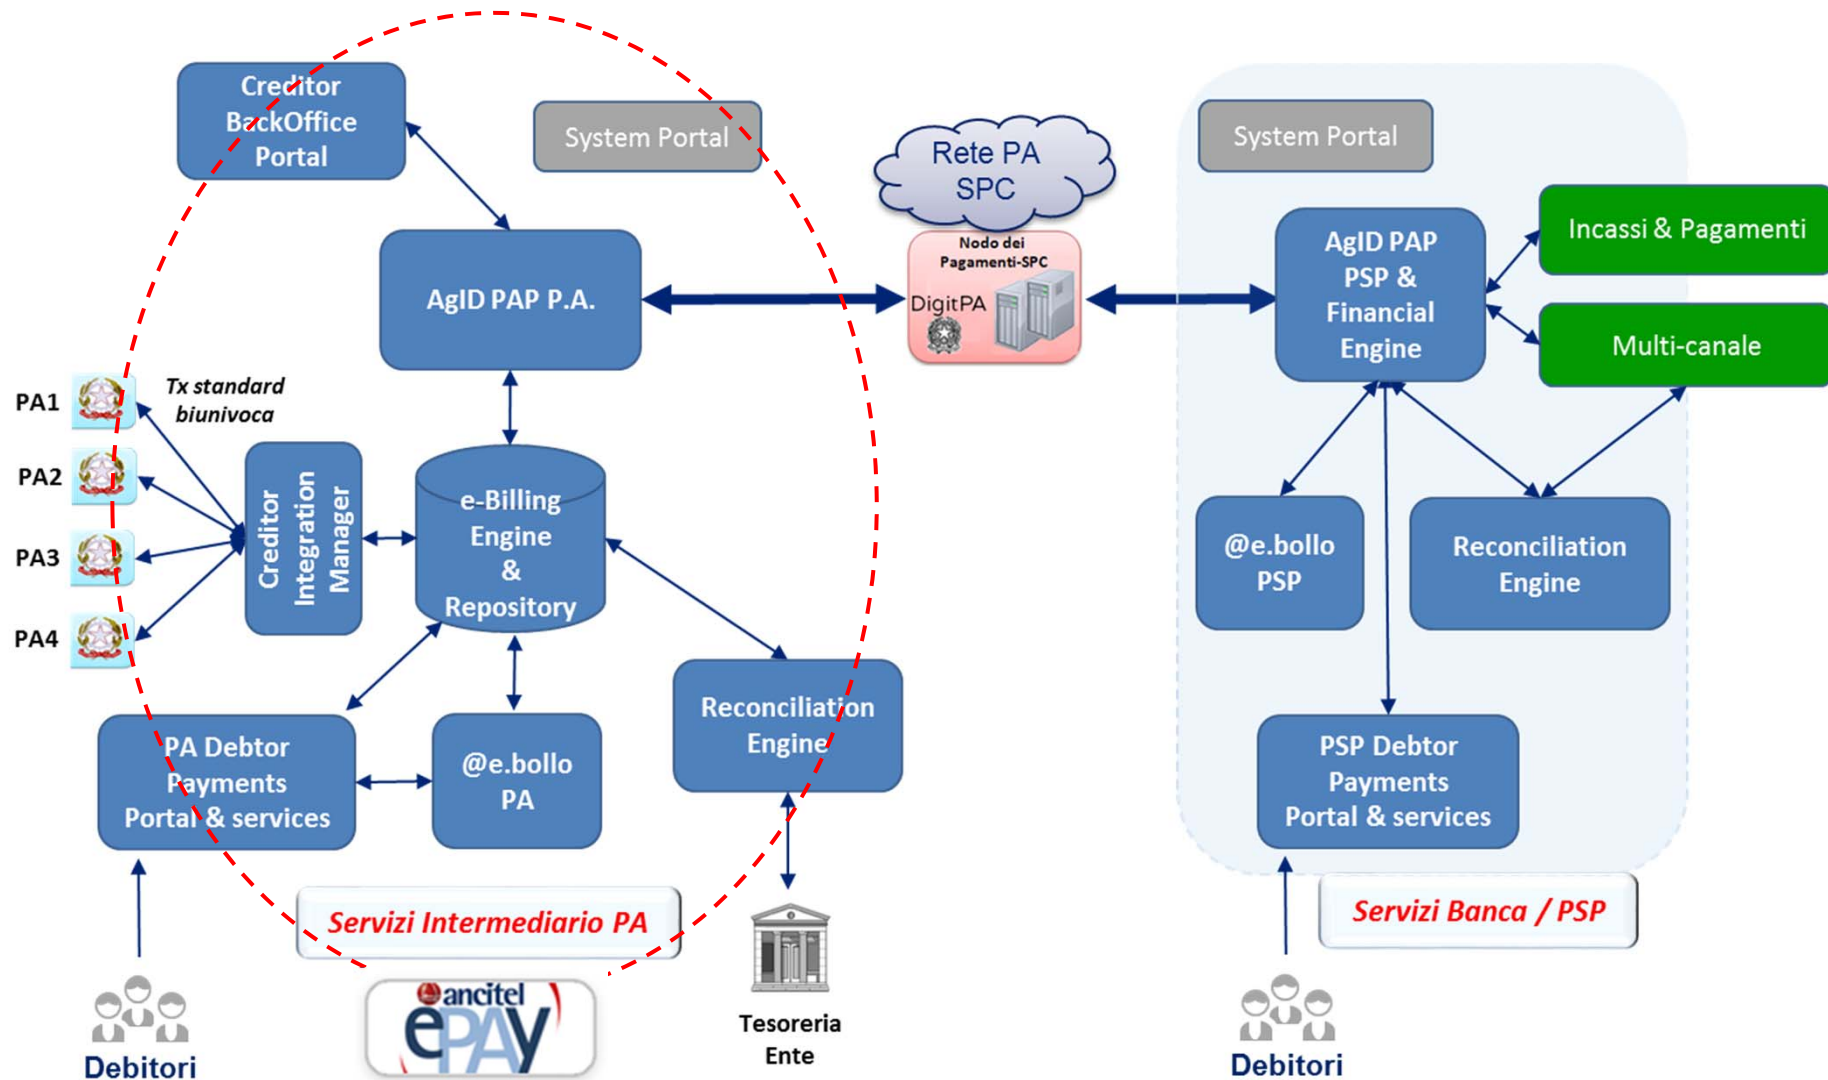 Creditor
BackOffice
Portal
System Portal
Rete PA
SPC
System Portal
AgID PAP P.A.
Nodo dei
Pagamenti-SPC
DigitPA
AgID PAP
PSP &
Financial
Engine
Incassi & Pagamenti
Multi-canale
Tx standard
biunivoca
PA1
PA2
PA3
PA4
Creditor
Integration
Manager
e-Billing
Engine
&
Repository
@e.bollo
PSP
Reconciliation
Engine
PA Debtor
Payments
Portal & services
@e.bollo
PA
Reconciliation
Engine
PSP Debtor
Payments
Portal & services
Servizi Intermediario PA
Servizi Banca / PSP
ancitel
ePAy
Tesoreria
Ente
Debitori
Debitori